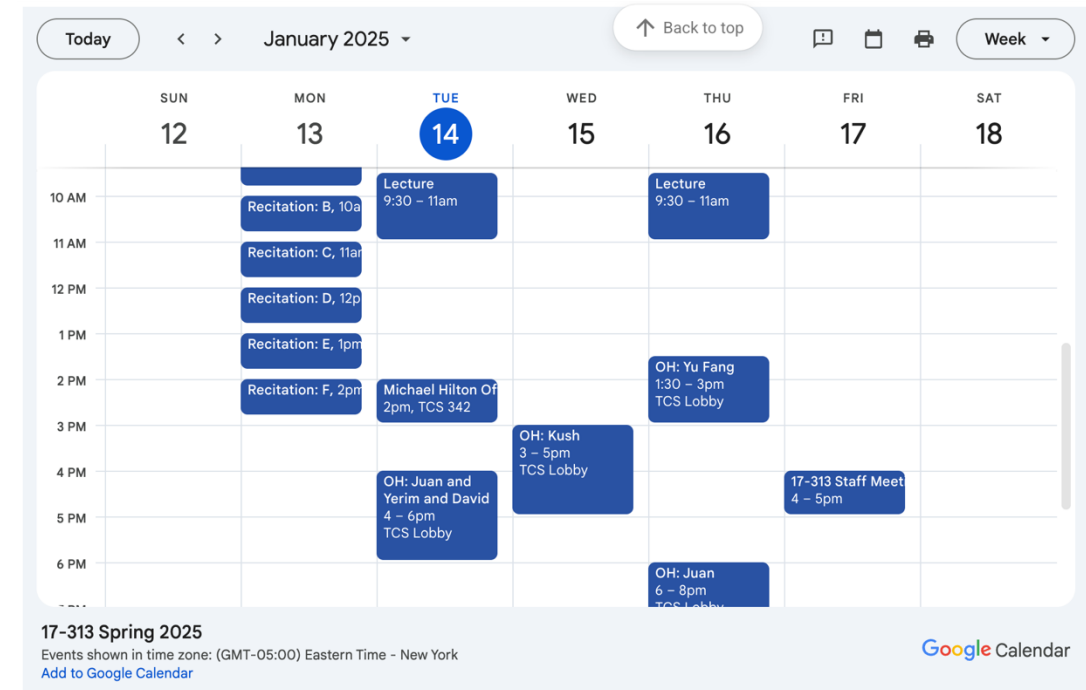 Today
January 2025
Back to top
Week
SUN
12
MON
13
TUE
14
WED
15
THU
16
FRI
17
SAT
18
10 AM
11 AM
12 PM
1 PM
2 PM
3 PM
4 PM
5 PM
6 PM
Recitation: B, 10a
Recitation: C, 11a
Recitation: D, 12p
Recitation: E, 1pm
Recitation: F, 2pm
Lecture
9:30 – 11am
Michael Hilton Of
2pm, TCS 342
OH: Juan and
Yerim and David
4 – 6pm
TCS Lobby
OH: Kush
3 – 5pm
TCS Lobby
Lecture
9:30 – 11am
OH: Yu Fang
1:30 – 3pm
TCS Lobby
OH: Juan
6 – 8pm
TCS Lobby
17-313 Staff Meet
4 – 5pm
17-313 Spring 2025
Events shown in time zone: (GMT-05:00) Eastern Time - New York
Add to Google Calendar
Google Calendar